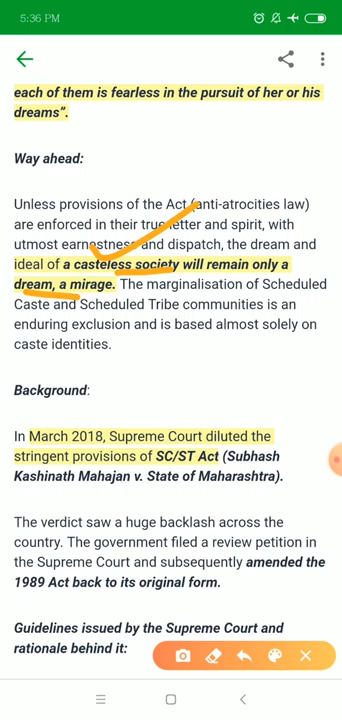 5:36 PM
each of them is fearless in the pursuit of her or his
dreams”.
Way ahead:
Unless provisions of the Act (anti-atrocities law)
are enforced in their true letter and spirit, with
utmost earnestness and dispatch, the dream and
ideal of a casteless society will remain only a
dream, a mirage. The marginalisation of Scheduled
Caste and Scheduled Tribe communities is an
enduring exclusion and is based almost solely on
caste identities.
Background:
In March 2018, Supreme Court diluted the
stringent provisions of SC/ST Act (Subhash
Kashinath Mahajan v. State of Maharashtra).
The verdict saw a huge backlash across the
country. The government filed a review petition in
the Supreme Court and subsequently amended the
1989 Act back to its original form.
Guidelines issued by the Supreme Court and
rationale behind it: